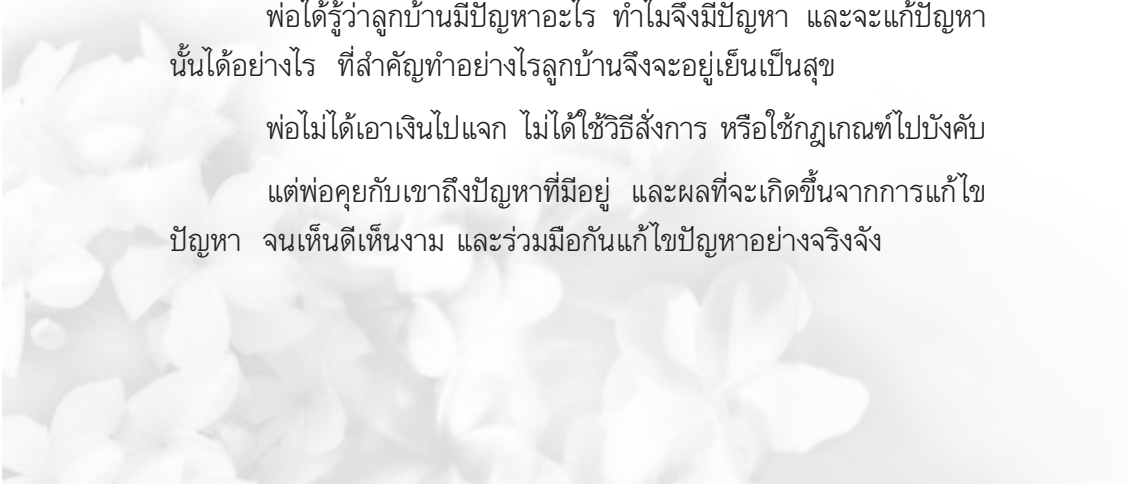 พ่อได้รู้ว่าลูกบ้านมีปัญหาอะไร ทำไมจึงมีปัญหา และจะแก้ปัญหา
นั้นได้อย่างไร ที่สำคัญทำอย่างไรลูกบ้านจึงจะอยู่เย็นเป็นสุข
พ่อไม่ได้เอาเงินไปแจก ไม่ได้ใช้วิธีสั่งการ หรือใช้กฎเกณฑ์ไปบังคับ
แต่พ่อคุยกับเขาถึงปัญหาที่มีอยู่ และผลที่จะเกิดขึ้นจากการแก้ไข
ปัญหา จนเห็นดีเห็นงาม และร่วมมือกันแก้ไขปัญหาอย่างจริงจัง